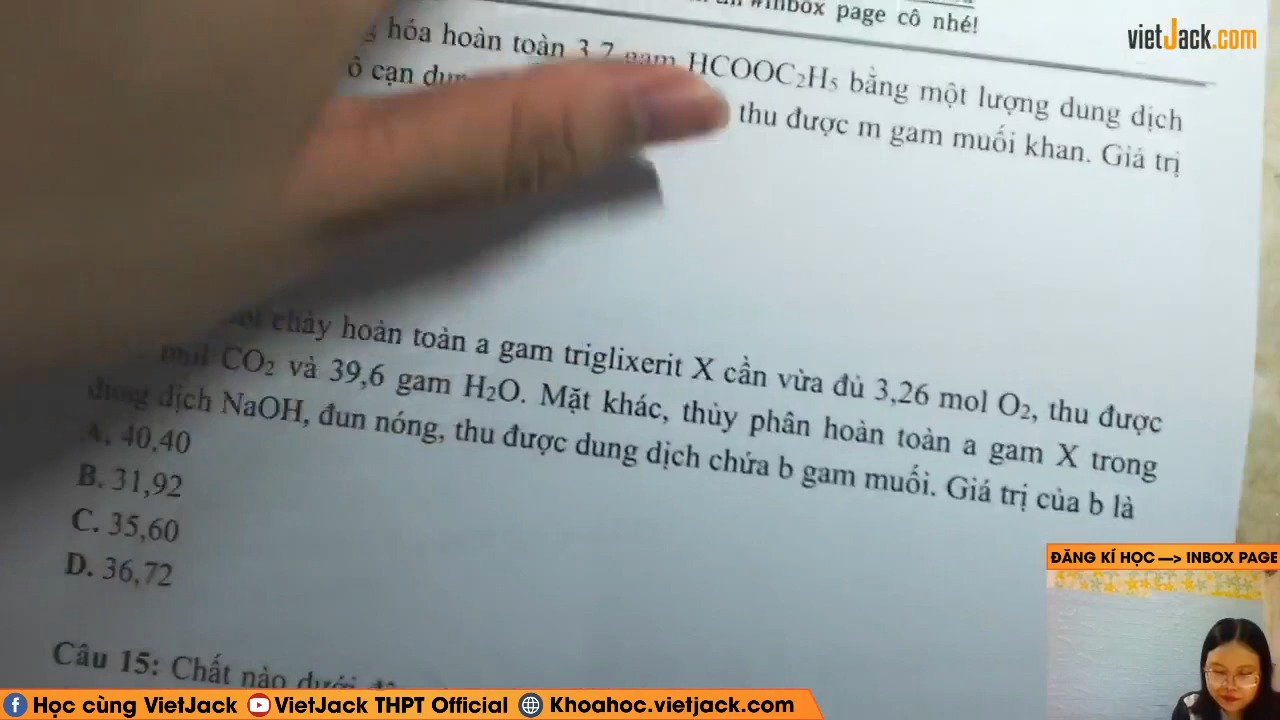 page cô nhé!
vietJack.com
hóa hoàn toàn 3,7 gam HCOOC₂H₅ bằng một lượng dung dịch
ô cạn thu được m gam muối khan. Giá trị
cháy hoàn toàn a gam triglixerit X cần vừa đủ 3,26 mol O₂, thu được
mol CO₂ và 39,6 gam H₂O. Mặt khác, thủy phân hoàn toàn a gam X trong
dung dịch NaOH, đun nóng, thu được dung dịch chứa b gam muối. Giá trị của b là
A. 40,40
B. 31,92
C. 35,60
D. 36,72
Câu 15: Chất nào dưới
ĐĂNG KÍ HỌC —> INBOX PAGE
Học cùng VietJack VietJack THPT Official Khoahoc.vietjack.com